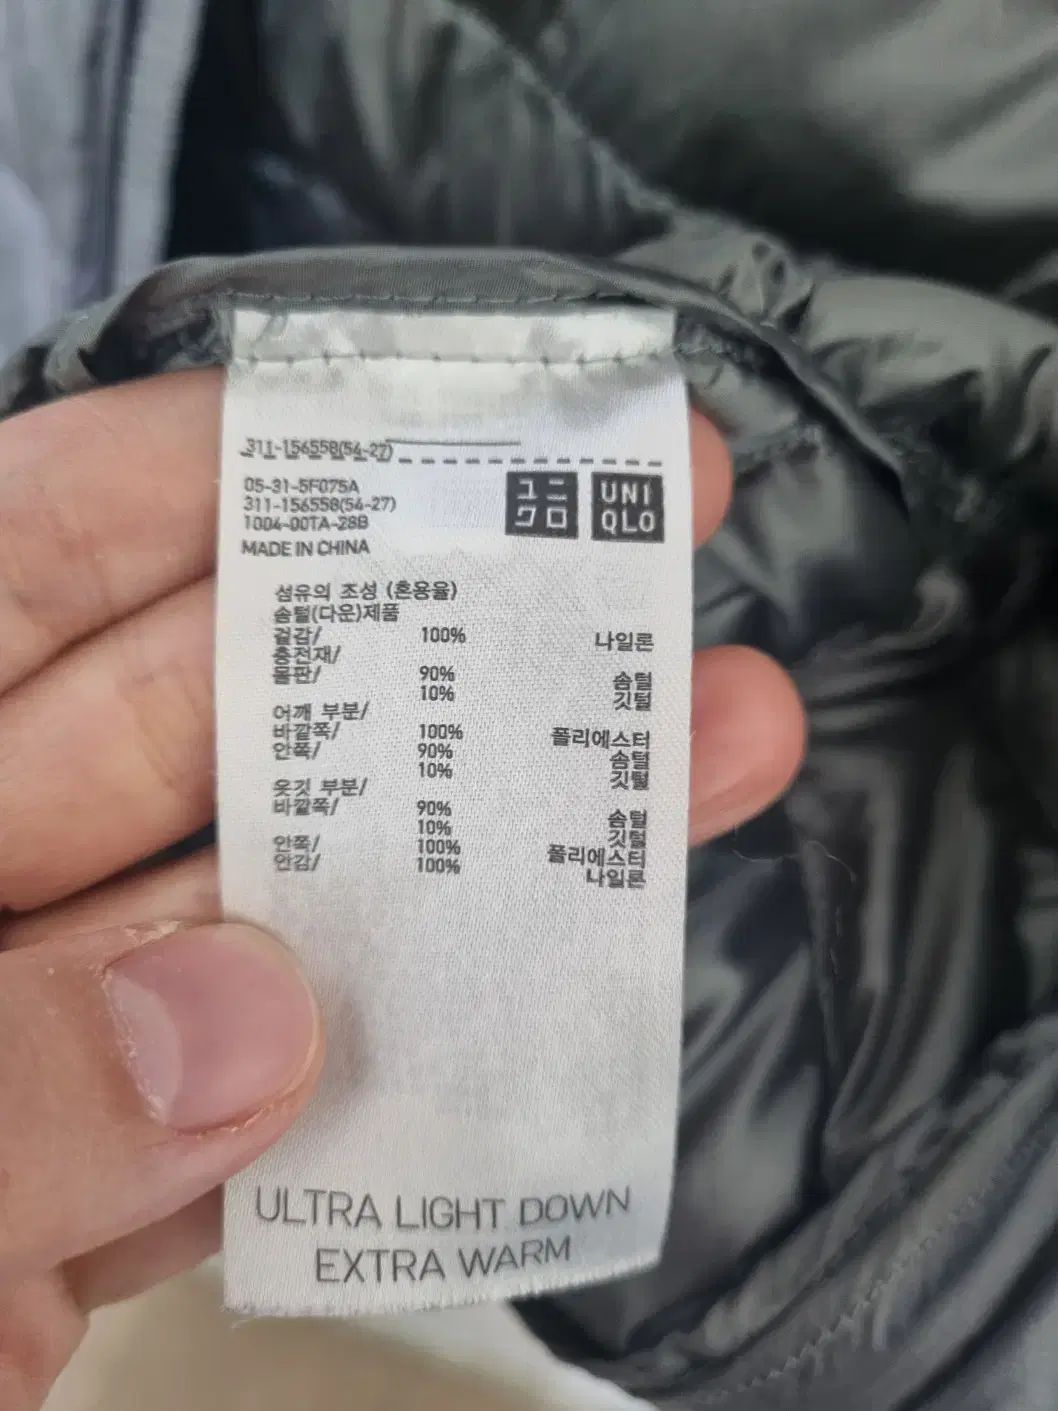 311-156558(54-27)
05-31-5F075A
311-156558(54-27)
1004-00TA-28B
MADE IN CHINA
ユニ
クロ
UNI
QLO
섬유의 조성 (혼용율)
솜털(다운)제품
겉감/ 100% 나일론
충전재/
몸판/ 90% 솜털
10% 깃털
어깨 부분/
바깥쪽/ 100% 폴리에스터
안쪽/ 90% 솜털
10% 깃털
옷깃 부분/
바깥쪽/ 90% 솜털
10% 깃털
안쪽/ 100% 폴리에스터
안감/ 100% 나일론
ULTRA LIGHT DOWN
EXTRA WARM